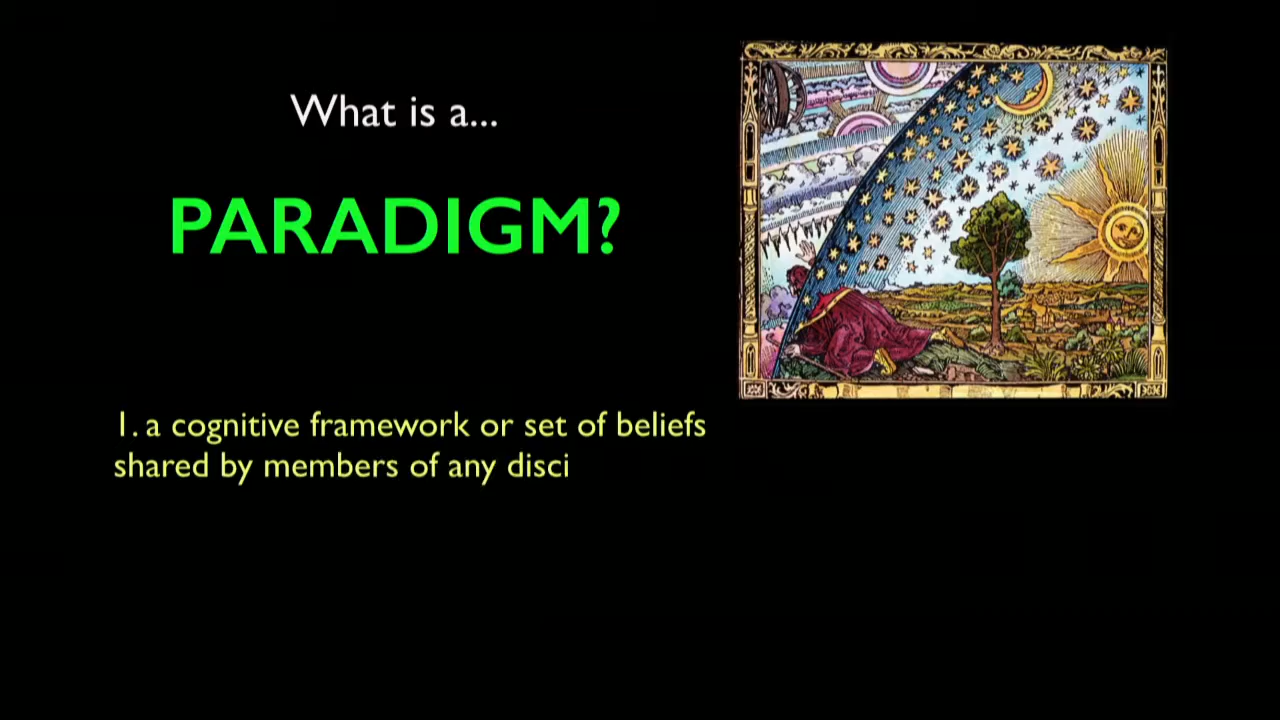 What is a...
PARADIGM?
1. a cognitive framework or set of beliefs
shared by members of any disci